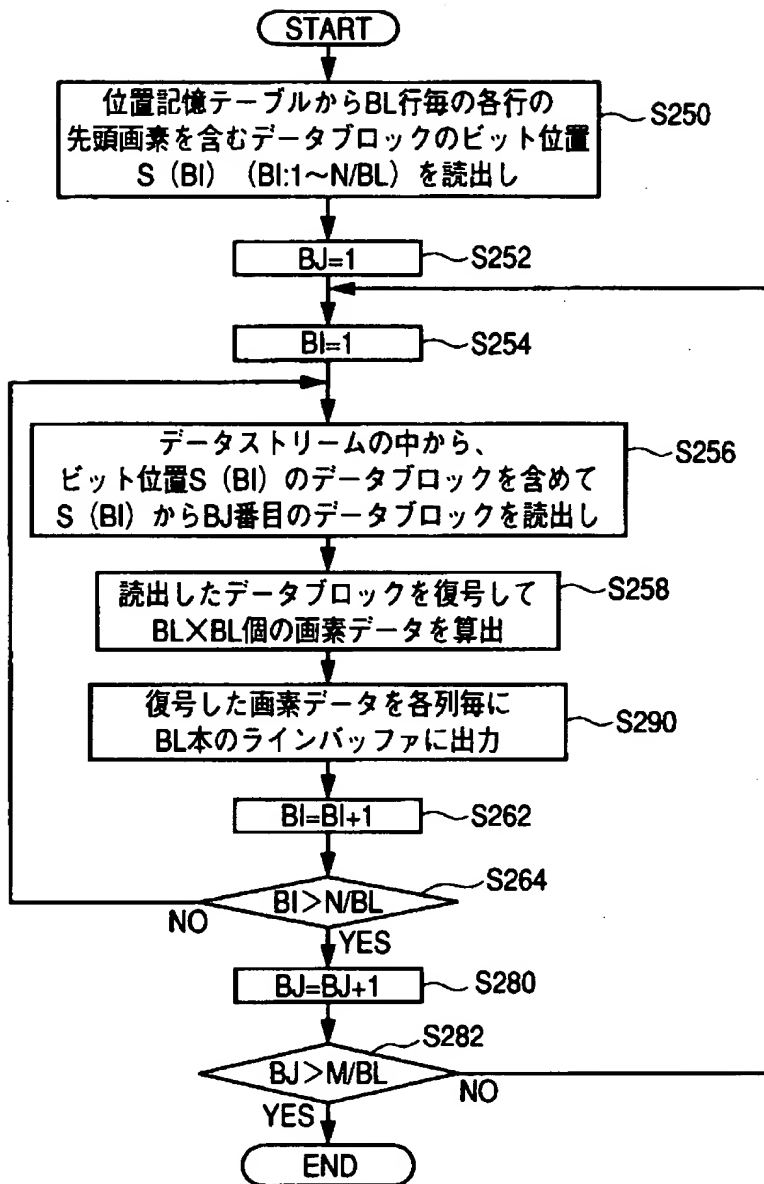 START
位置記憶テーブルからBL行毎の各行の
先頭画素を含むデータブロックのビット位置
S(BI) (BI:1~N/BL)を読出し
S250
BJ=1
S252
BI=1
S254
データストリームの中から、
ビット位置S(BI)のデータブロックを含めて
S(BI)からBJ番目のデータブロックを読出し
S256
読出したデータブロックを復号して
BL×BL個の画素データを算出
S258
復号した画素データを各列毎に
BL本のラインバッファに出力
S290
BI=BI+1
S262
BI>N/BL
S264
NO
YES
BJ=BJ+1
S280
BJ>M/BL
S282
NO
YES
END